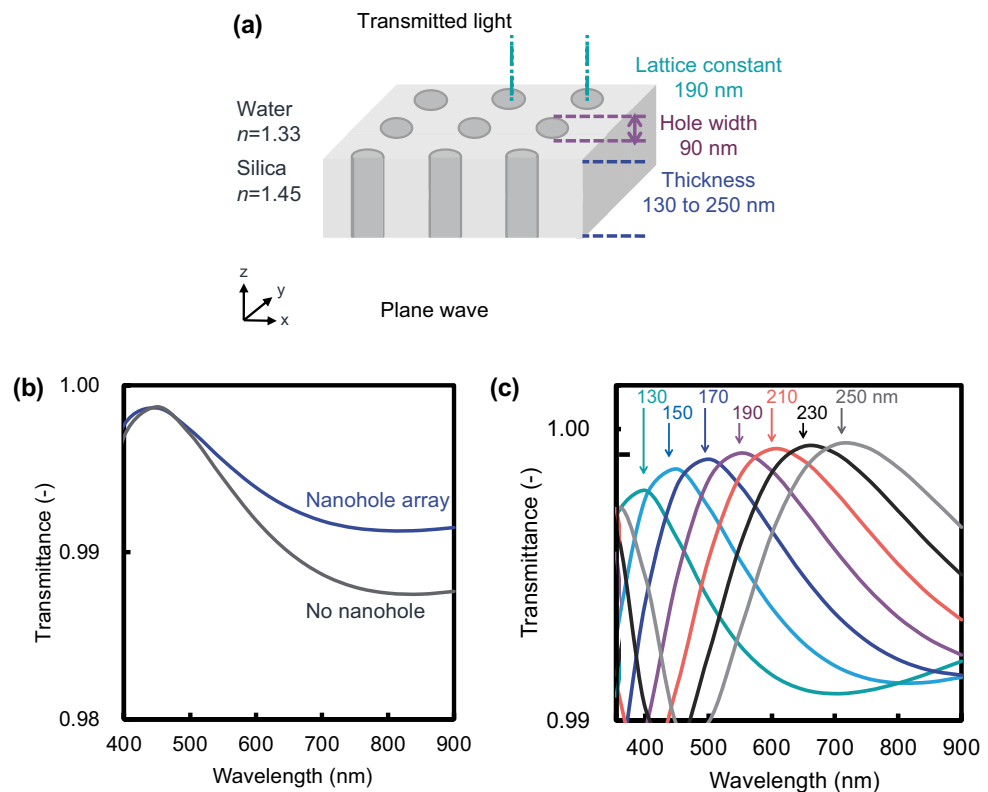 (a)
Transmitted light
Lattice constant
190 nm
Water
n=1.33
Hole width
90 nm
Silica
n=1.45
Thickness
130 to 250 nm
z
y
x
Plane wave
(b)
1.00
0.99
0.98
Transmittance (-)
Nanohole array
No nanohole
400 500 600 700 800 900
Wavelength (nm)
(c)
130 170 210 250 nm
150 190 230
1.00
0.99
Transmittance (-)
400 500 600 700 800 900
Wavelength (nm)